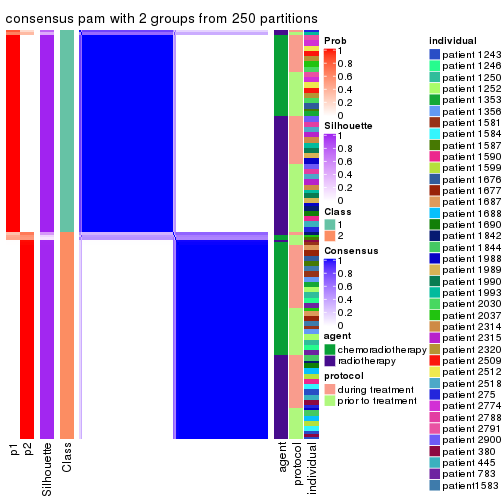 consensus pam with 2 groups from 250 partitions
p1
p2
Silhouette
Class
agent
protocol
individual
Prob
1
0.8
0.6
0.4
0.2
0
Silhouette
1
0.8
0.6
0.4
0.2
0
Class
1
2
Consensus
1
0.8
0.6
0.4
0.2
0
agent
chemoradiotherapy
radiotherapy
protocol
during treatment
prior to treatment
individual
patient 1243
patient 1246
patient 1250
patient 1252
patient 1353
patient 1356
patient 1581
patient 1584
patient 1587
patient 1590
patient 1599
patient 1676
patient 1677
patient 1687
patient 1688
patient 1690
patient 1842
patient 1844
patient 1988
patient 1989
patient 1990
patient 1993
patient 2030
patient 2037
patient 2314
patient 2315
patient 2320
patient 2509
patient 2512
patient 2518
patient 275
patient 2774
patient 2788
patient 2791
patient 2900
patient 380
patient 445
patient 783
patient1583